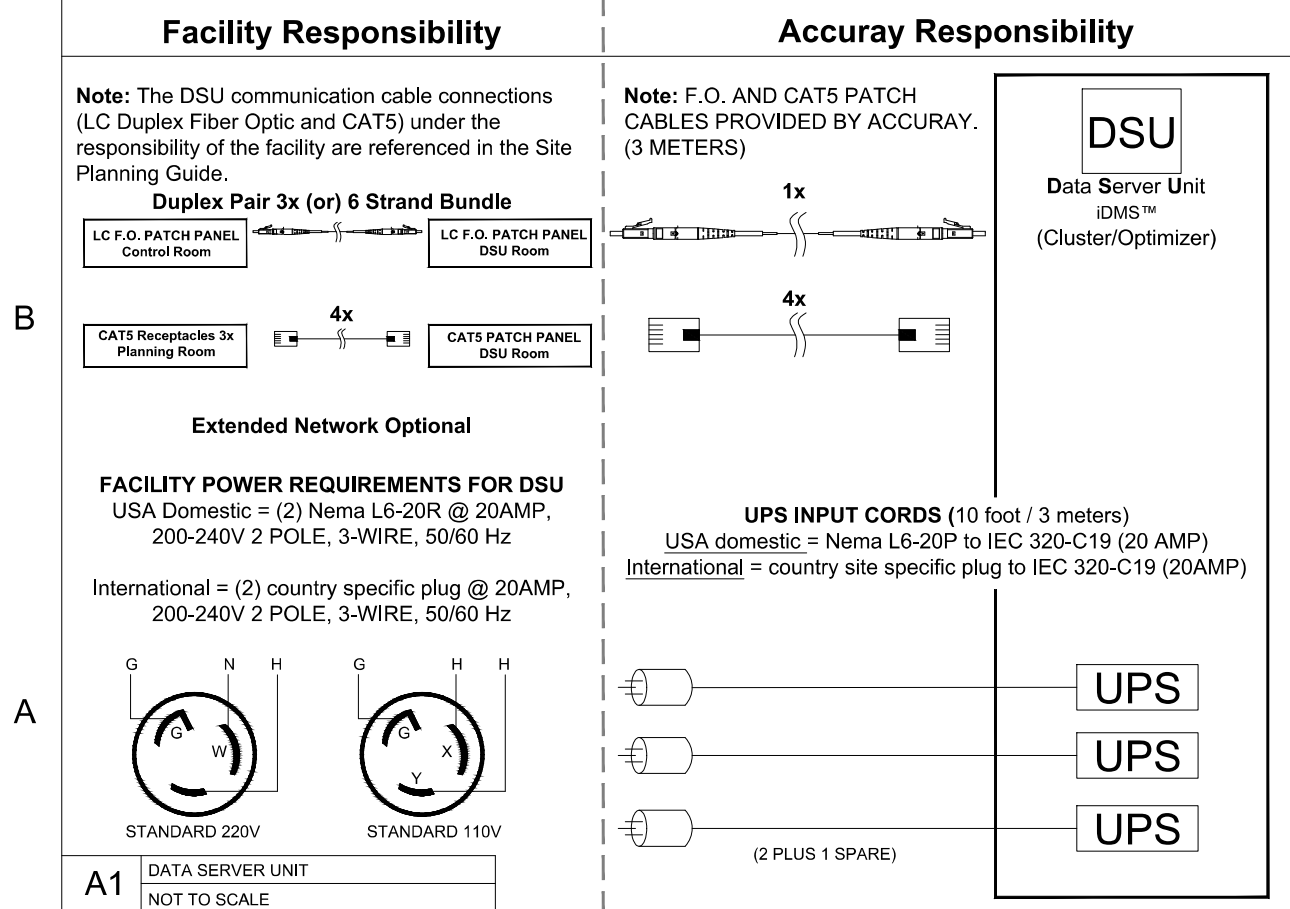 Facility Responsibility
Accuray Responsibility
Note: The DSU communication cable connections
(LC Duplex Fiber Optic and CAT5) under the
responsibility of the facility are referenced in the Site
Planning Guide.
Duplex Pair 3x (or) 6 Strand Bundle
LC F.O. PATCH PANEL
Control Room
LC F.O. PATCH PANEL
DSU Room
B
4x
CAT5 Receptacles 3x
Planning Room
CAT5 PATCH PANEL
DSU Room
Extended Network Optional
Note: F.O. AND CAT5 PATCH
CABLES PROVIDED BY ACCURAY.
(3 METERS)
1x
4x
DSU
Data Server Unit
iDMS™
(Cluster/Optimizer)
FACILITY POWER REQUIREMENTS FOR DSU
USA Domestic = (2) Nema L6-20R @ 20AMP,
200-240V 2 POLE, 3-WIRE, 50/60 Hz
International = (2) country specific plug @ 20AMP,
200-240V 2 POLE, 3-WIRE, 50/60 Hz
UPS INPUT CORDS (10 foot / 3 meters)
USA domestic = Nema L6-20P to IEC 320-C19 (20 AMP)
International = country site specific plug to IEC 320-C19 (20AMP)
A
G N H
G
W
STANDARD 220V
G H H
G
X
Y
STANDARD 110V
UPS
UPS
UPS
(2 PLUS 1 SPARE)
A1
DATA SERVER UNIT
NOT TO SCALE